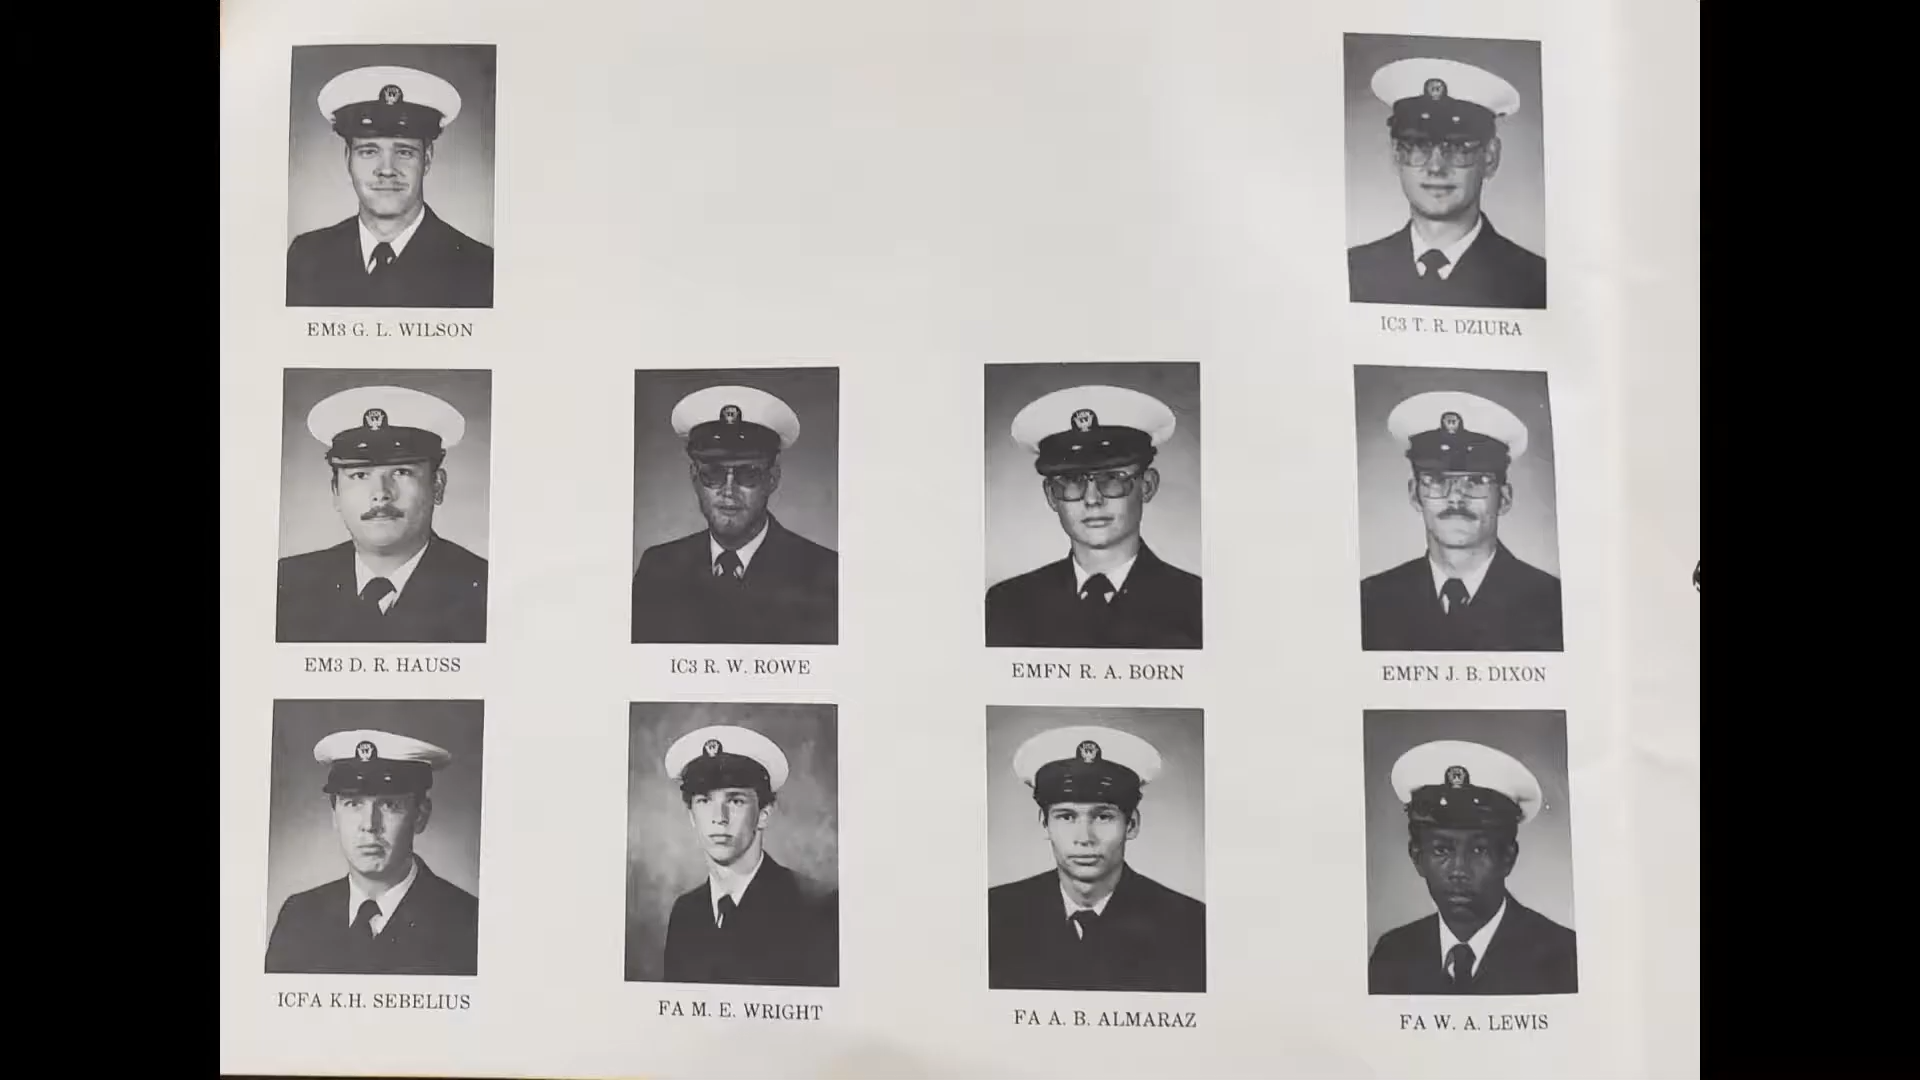 EM3 G. L. WILSON
IC3 T. R. DZIURA
EM3 D. R. HAUSS
IC3 R. W. ROWE
EMFN R. A. BORN
EMFN J. B. DIXON
ICFA K.H. SEBELIUS
FA M. E. WRIGHT
FA A. B. ALMARAZ
FA W. A. LEWIS